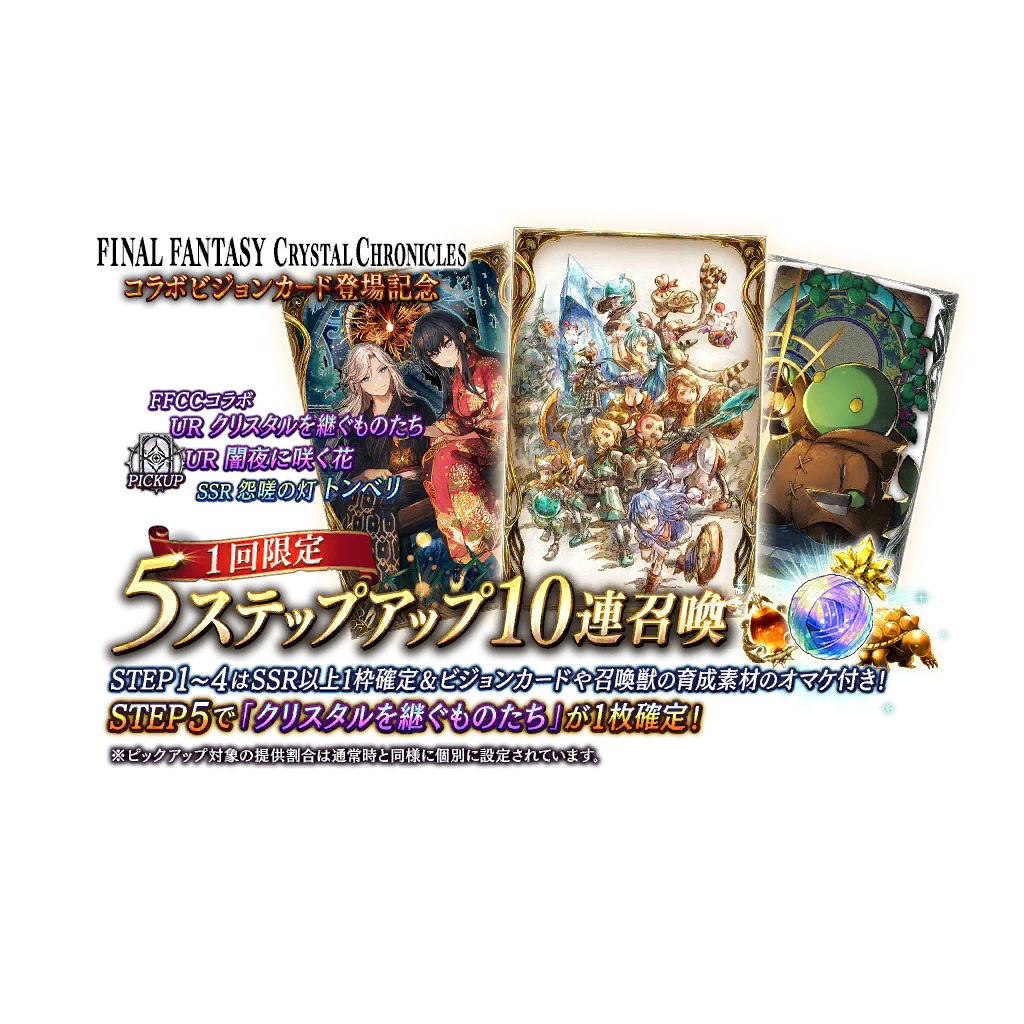 FINAL FANTASY CRYSTAL CHRONICLES
コラボビジョンカード登場記念
FFCCコラボ
UR クリスタルを継ぐものたち
UR 闇夜に咲く花
PICKUP
SSR 怨嗟の灯 トンベリ
1回限定
5ステップアップ10連召喚
STEP1～4はSSR以上1枠確定＆ビジョンカードや召喚獣の育成素材のオマケ付き！
STEP5で「クリスタルを継ぐものたち」が1枚確定！
※ピックアップ対象の提供割合は通常時と同様に個別に設定されています。